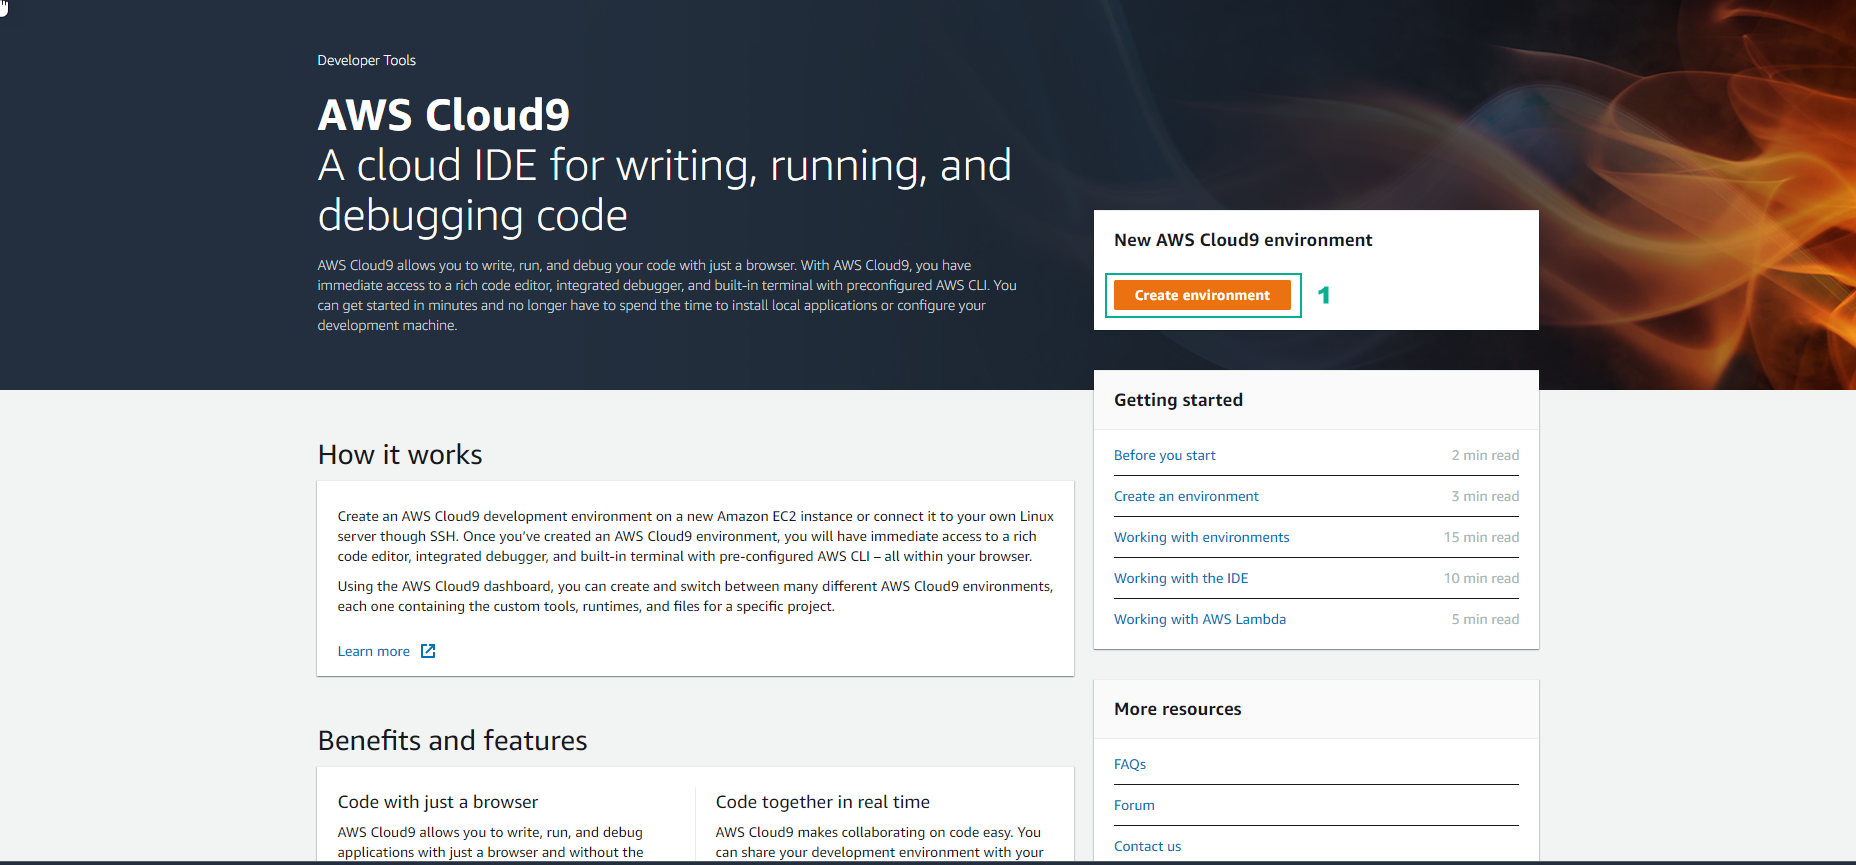 Developer Tools
AWS Cloud9
A cloud IDE for writing, running, and
debugging code
AWS Cloud9 allows you to write, run, and debug your code with just a browser. With AWS Cloud9, you have
immediate access to a rich code editor, integrated debugger, and built-in terminal with preconfigured AWS CLI. You
can get started in minutes and no longer have to spend the time to install local applications or configure your
development machine.
New AWS Cloud9 environment
Create environment 1
Getting started
Before you start 2 min read
Create an environment 3 min read
Working with environments 15 min read
Working with the IDE 10 min read
Working with AWS Lambda 5 min read
How it works
Create an AWS Cloud9 development environment on a new Amazon EC2 instance or connect it to your own Linux
server though SSH. Once you’ve created an AWS Cloud9 environment, you will have immediate access to a rich
code editor, integrated debugger, and built-in terminal with pre-configured AWS CLI – all within your browser.
Using the AWS Cloud9 dashboard, you can create and switch between many different AWS Cloud9 environments,
each one containing the custom tools, runtimes, and files for a specific project.
Learn more
More resources
FAQs
Forum
Contact us
Benefits and features
Code with just a browser
AWS Cloud9 allows you to write, run, and debug
applications with just a browser and without the
Code together in real time
AWS Cloud9 makes collaborating on code easy. You
can share your development environment with your